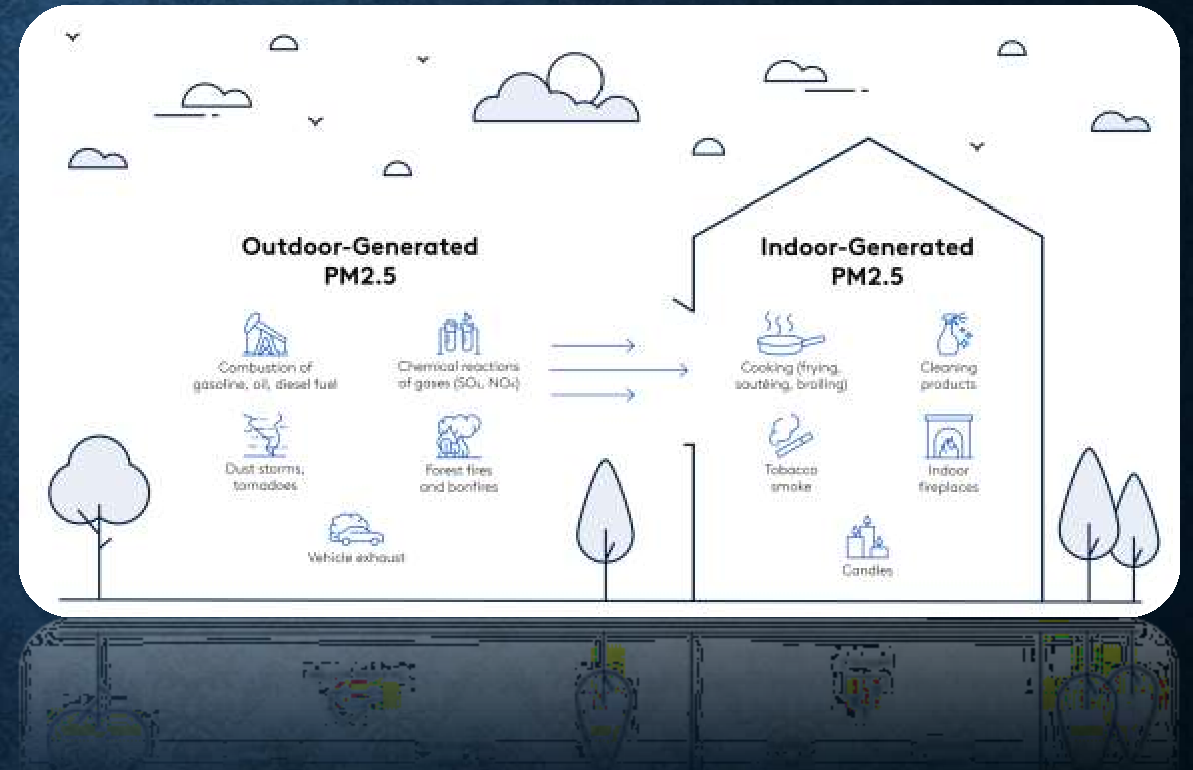 Outdoor-Generated
PM2.5
Combustion of
gasoline, oil, diesel fuel
Chemical reactions
of gases (SO₂, NOₓ)
Dust storms,
tornadoes
Forest fires
and bonfires
Vehicle exhaust
Indoor-Generated
PM2.5
Cooking (frying,
sautéing, broiling)
Cleaning
products
Tobacco
smoke
Indoor
fireplaces
Candles